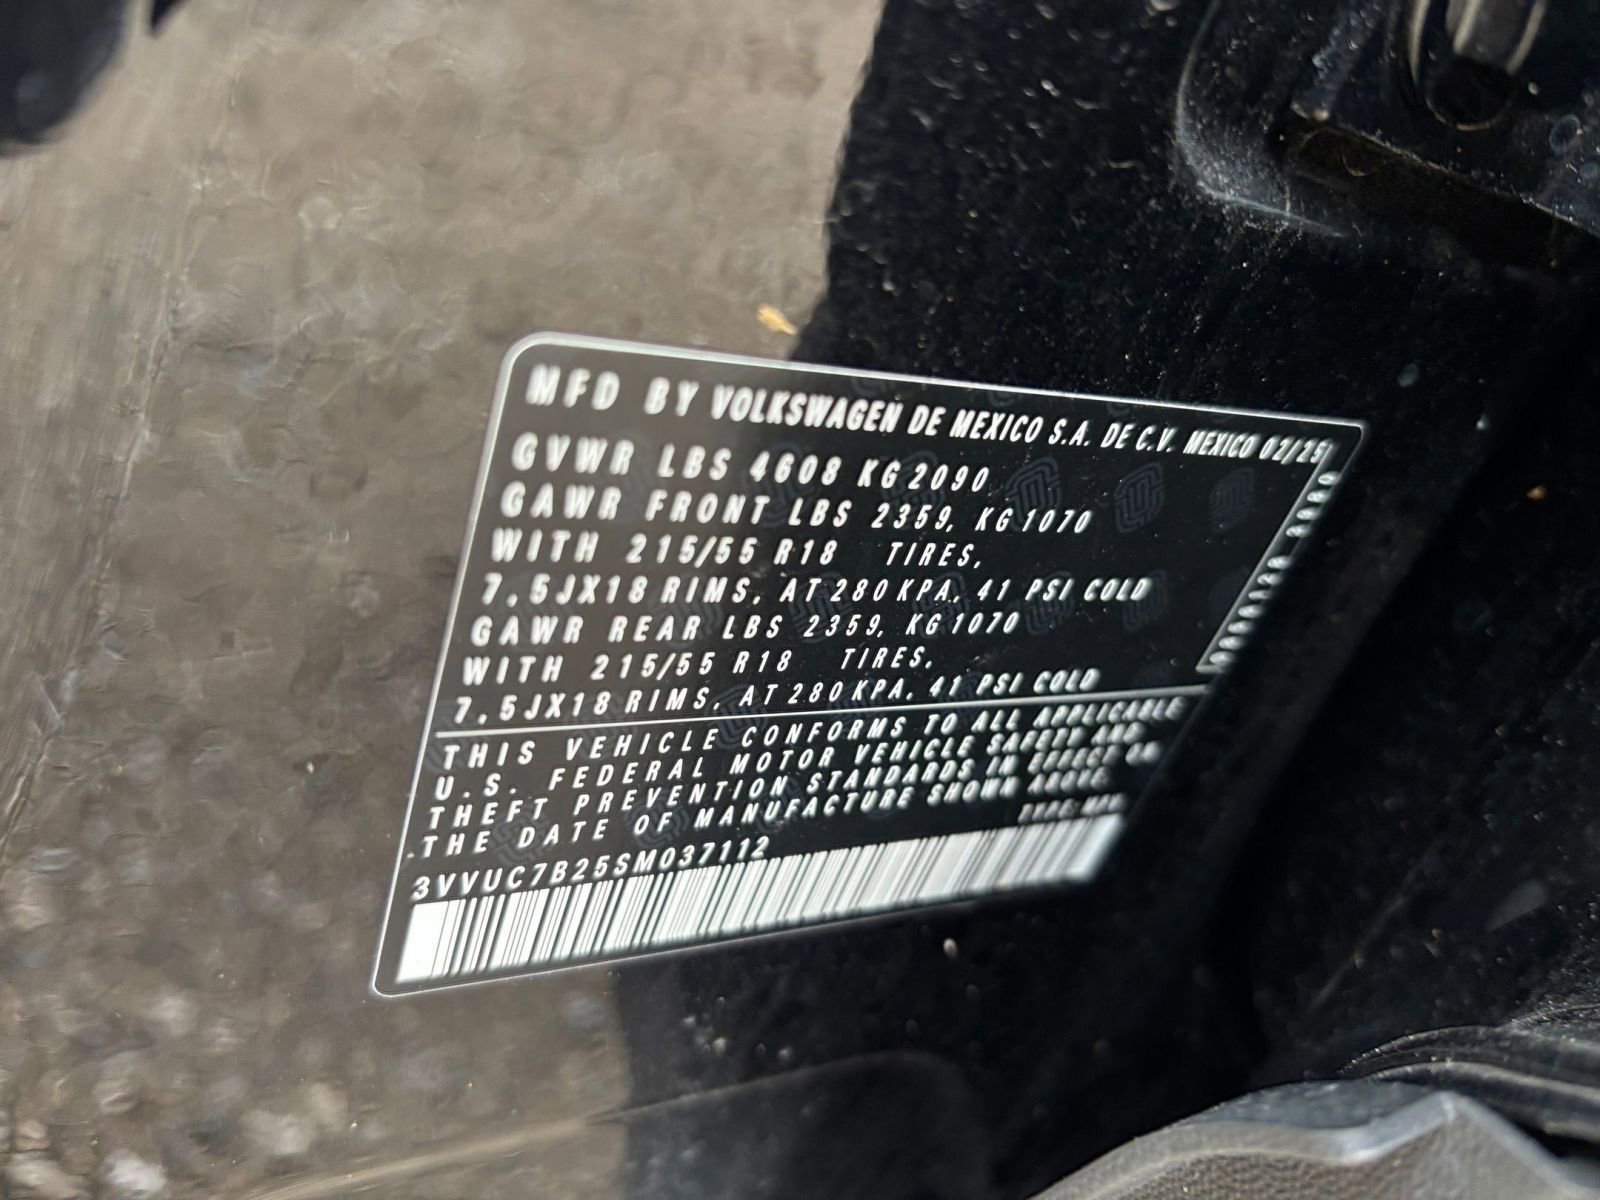 MFD BY VOLKSWAGEN DE MEXICO S.A. DE C.V. MEXICO 02/25
GVWR LBS 4608 KG 2090
GAWR FRONT LBS 2359, KG 1070
WITH 215/55 R18 TIRES,
7,5JX18 RIMS, AT 280 KPA, 41 PSI COLD
GAWR REAR LBS 2359, KG 1070
WITH 215/55 R18 TIRES,
7,5JX18 RIMS, AT 280 KPA, 41 PSI COLD
THIS VEHICLE CONFORMS TO ALL APPLICABLE
U.S. FEDERAL MOTOR VEHICLE SAFETY AND
THEFT PREVENTION STANDARDS IN EFFECT ON
THE DATE OF MANUFACTURE SHOWN ABOVE.
TYPE: MPV
3VVUC7B25SM037112